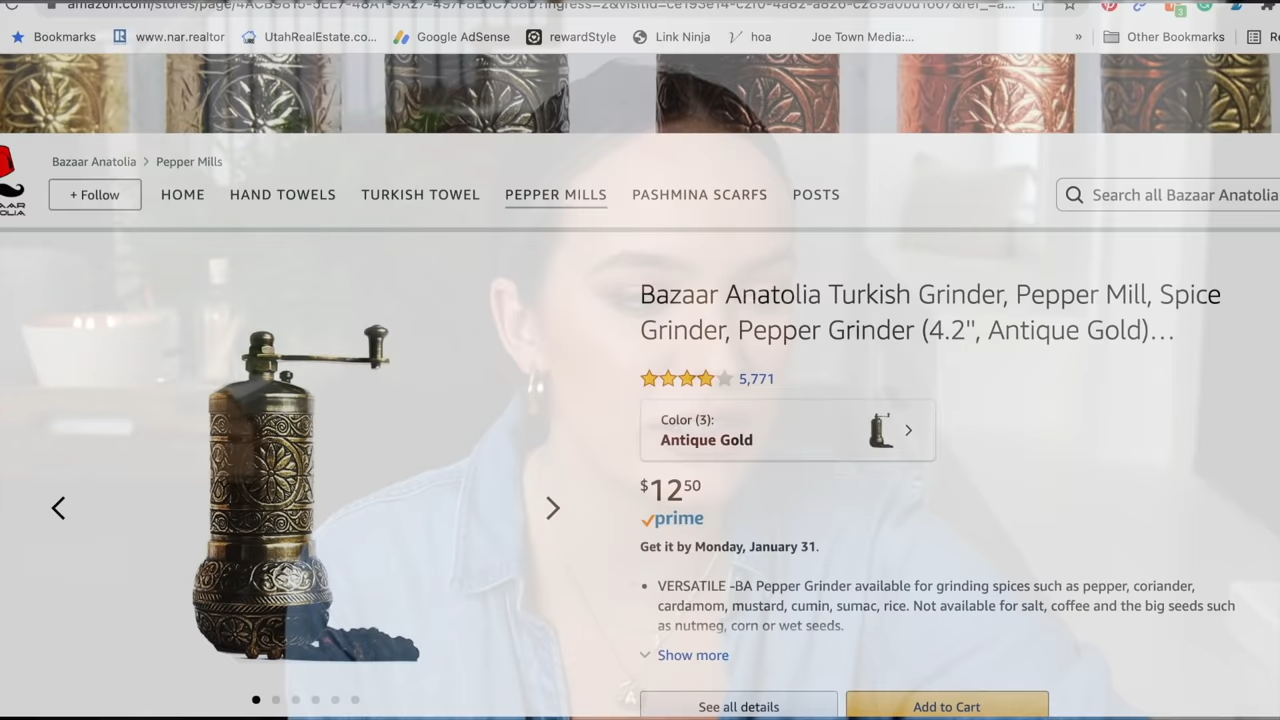 Bookmarks www.nar.realtor UtahRealEstate.co... Google AdSense rewardStyle Link Ninja hoa Joe Town Media:... » Other Bookmarks
Bazaar Anatolia > Pepper Mills
+ Follow HOME HAND TOWELS TURKISH TOWEL PEPPER MILLS PASHMINA SCARFS POSTS Search all Bazaar Anatolia
Bazaar Anatolia Turkish Grinder, Pepper Mill, Spice
Grinder, Pepper Grinder (4.2", Antique Gold)...
5,771
Color (3):
Antique Gold
$12 50
prime
Get it by Monday, January 31.
• VERSATILE -BA Pepper Grinder available for grinding spices such as pepper, coriander,
cardamom, mustard, cumin, sumac, rice. Not available for salt, coffee and the big seeds such
as nutmeg, corn or wet seeds.
Show more
See all details Add to Cart